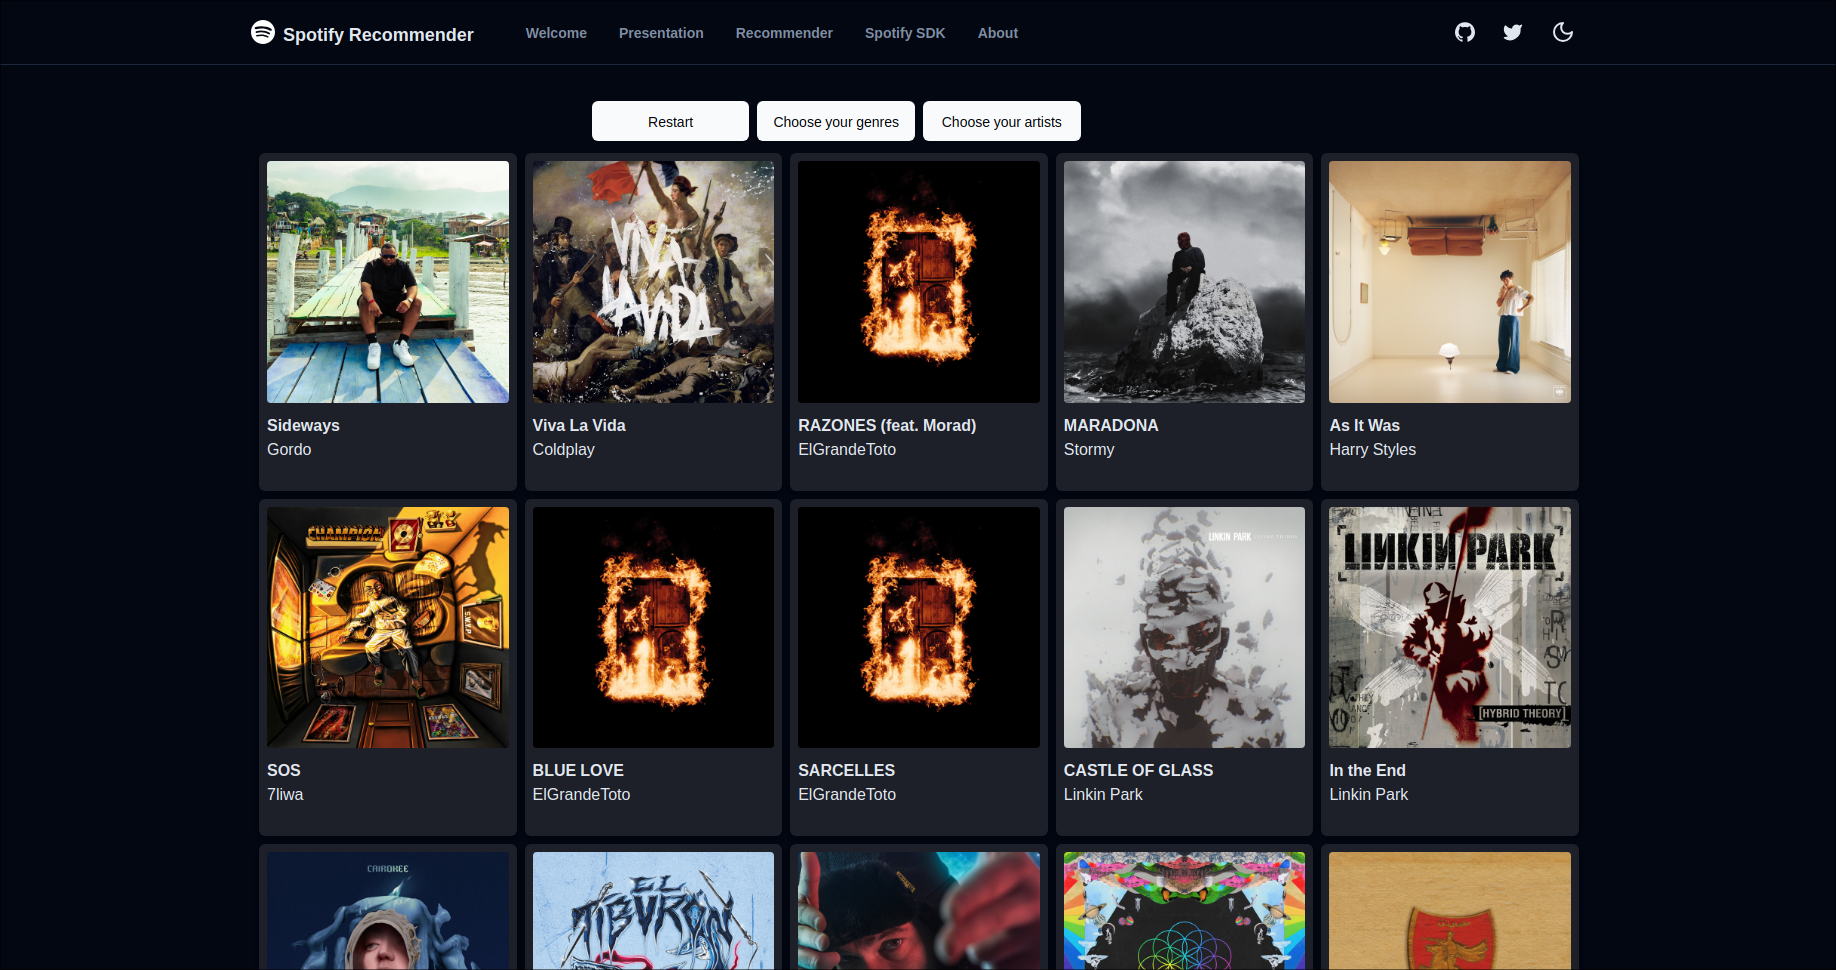 Spotify Recommender
Welcome
Presentation
Recommender
Spotify SDK
About
Restart
Choose your genres
Choose your artists
VIVA
LA VIDA
Sideways
Gordo
Viva La Vida
Coldplay
RAZONES (feat. Morad)
ElGrandeToto
MARADONA
Stormy
As It Was
Harry Styles
CHAMPION
LINKIN PARK
LINKIN PARK
[HYBRID THEORY]
SOS
7liwa
BLUE LOVE
ElGrandeToto
SARCELLES
ElGrandeToto
CASTLE OF GLASS
Linkin Park
In the End
Linkin Park
CAIROKEE
EL
TIBURÓN